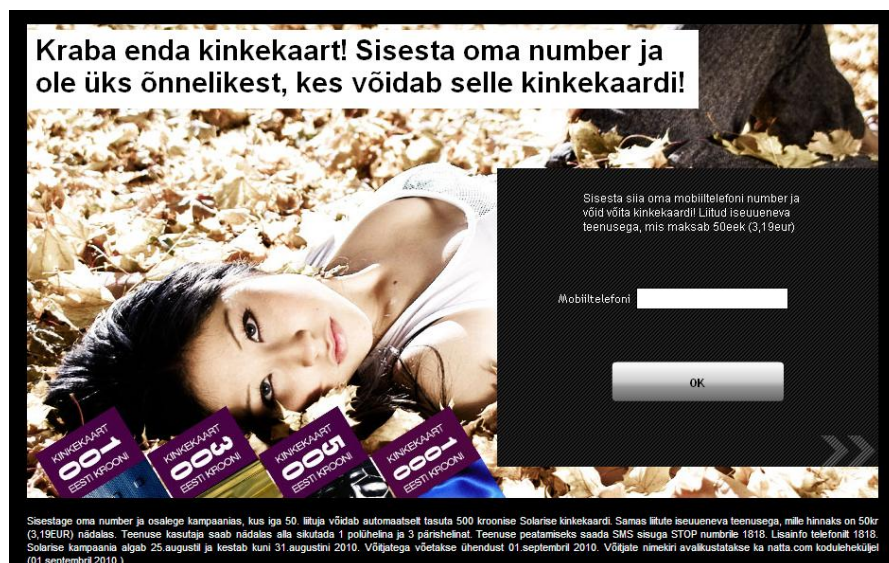 Kraba enda kinkekaart! Sisesta oma number ja
ole üks õnnelikest, kes võidab selle kinkekaardi!
Sisesta siia oma mobiiltelefoni number ja
võid võita kinkekaardi! Liitud iseuueneva
teenusega, mis maksab 50eek (3,19eur)
Mobiiltelefoni
OK
KINKEKAART
100
EESTI KROONI
KINKEKAART
300
EESTI KROONI
KINKEKAART
500
EESTI KROONI
KINKEKAART
1000
EESTI KROONI
Sisestage oma number ja osalege kampaanias, kus iga 50. liituja võidab automaatselt tasuta 500 kroonise Solarise kinkekaardi. Samas liitute iseuueneva teenusega, mille hinnaks on 50kr
(3,19EUR) nädalas. Teenuse kasutaja saab nädalas alla sikutada 1 polühelina ja 3 pärishelinat. Teenuse peatamiseks saada SMS sisuga STOP numbrile 1818. Lisainfo telefonilt 1818.
Solarise kampaania algab 25.augustil ja kestab kuni 31.augustini 2010. Võitjatega võetakse ühendust 01.septembril 2010. Võitjate nimekiri avalikustatakse ka natta.com koduleheküljel
(01.septembril 2010.)